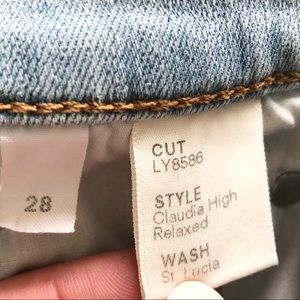 28
CUT
LY8586
STYLE
Claudia High
Relaxed
WASH
St. Lucia